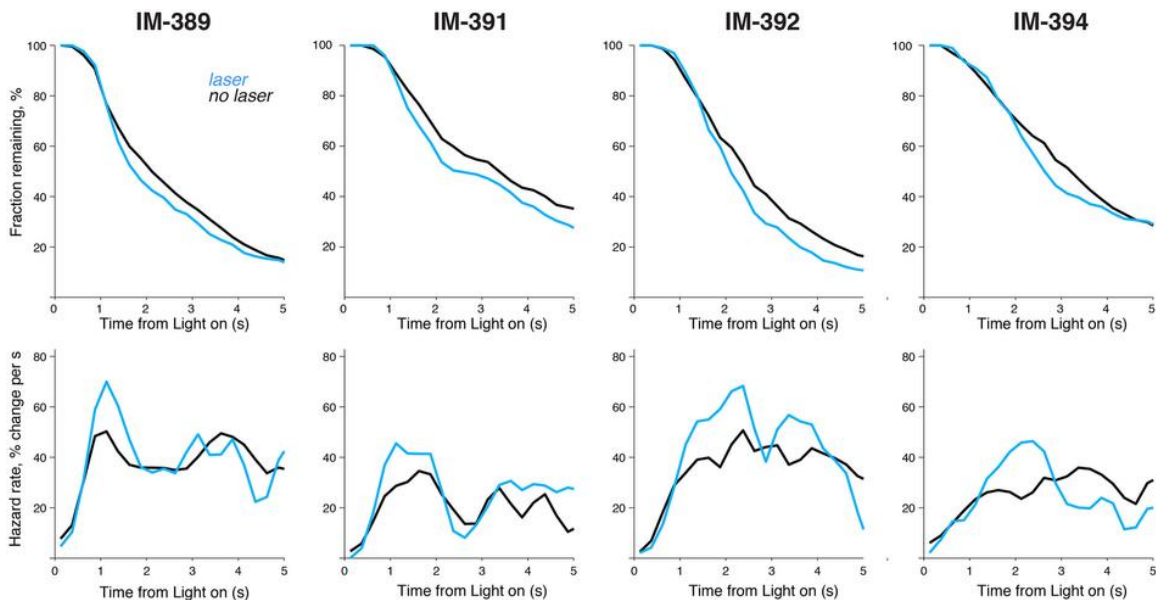 IM-389
IM-391
IM-392
IM-394
Fraction remaining, %
100
80
60
40
20
laser
no laser
0 1 2 3 4 5
Time from Light on (s)
100
80
60
40
20
0 1 2 3 4 5
Time from Light on (s)
100
80
60
40
20
0 1 2 3 4 5
Time from Light on (s)
100
80
60
40
20
0 1 2 3 4 5
Time from Light on (s)
Hazard rate, % change per s
80
60
40
20
0 1 2 3 4 5
Time from Light on (s)
80
60
40
20
0 1 2 3 4 5
Time from Light on (s)
80
60
40
20
0 1 2 3 4 5
Time from Light on (s)
80
60
40
20
0 1 2 3 4 5
Time from Light on (s)